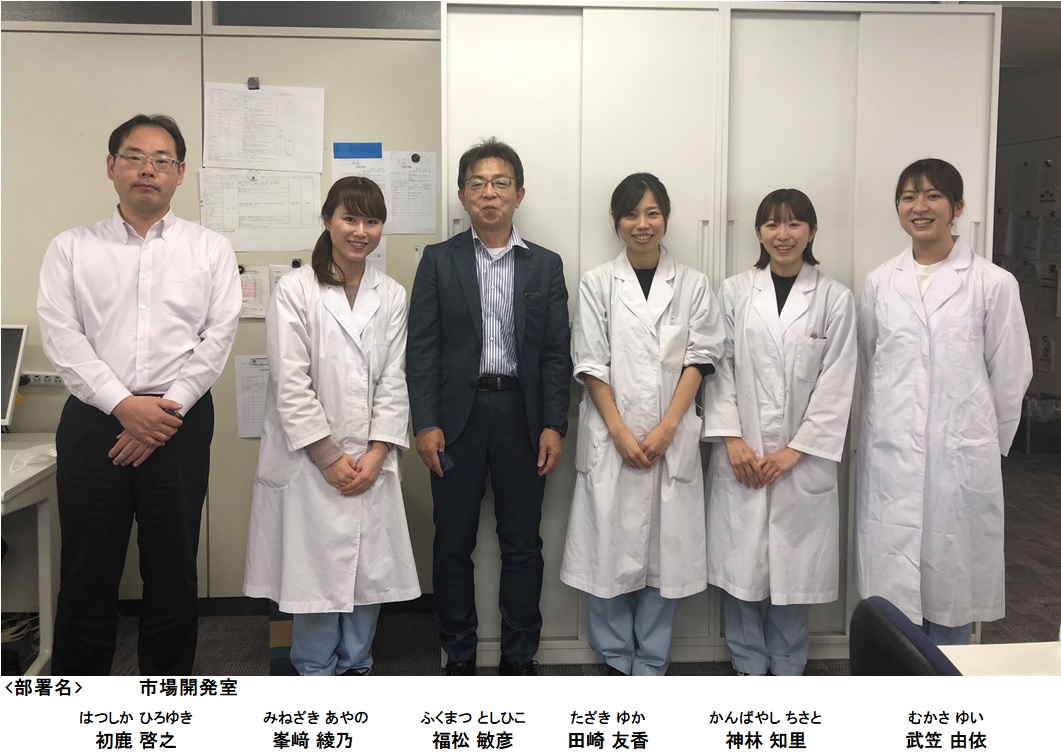 <部署名> 市場開発室
はつしか ひろゆき みねざき あやの ふくまつ としひこ たざき ゆか かんばやし ちさと むかさ ゆい
初鹿 啓之 峯﨑 綾乃 福松 敏彦 田崎 友香 神林 知里 武笠 由依